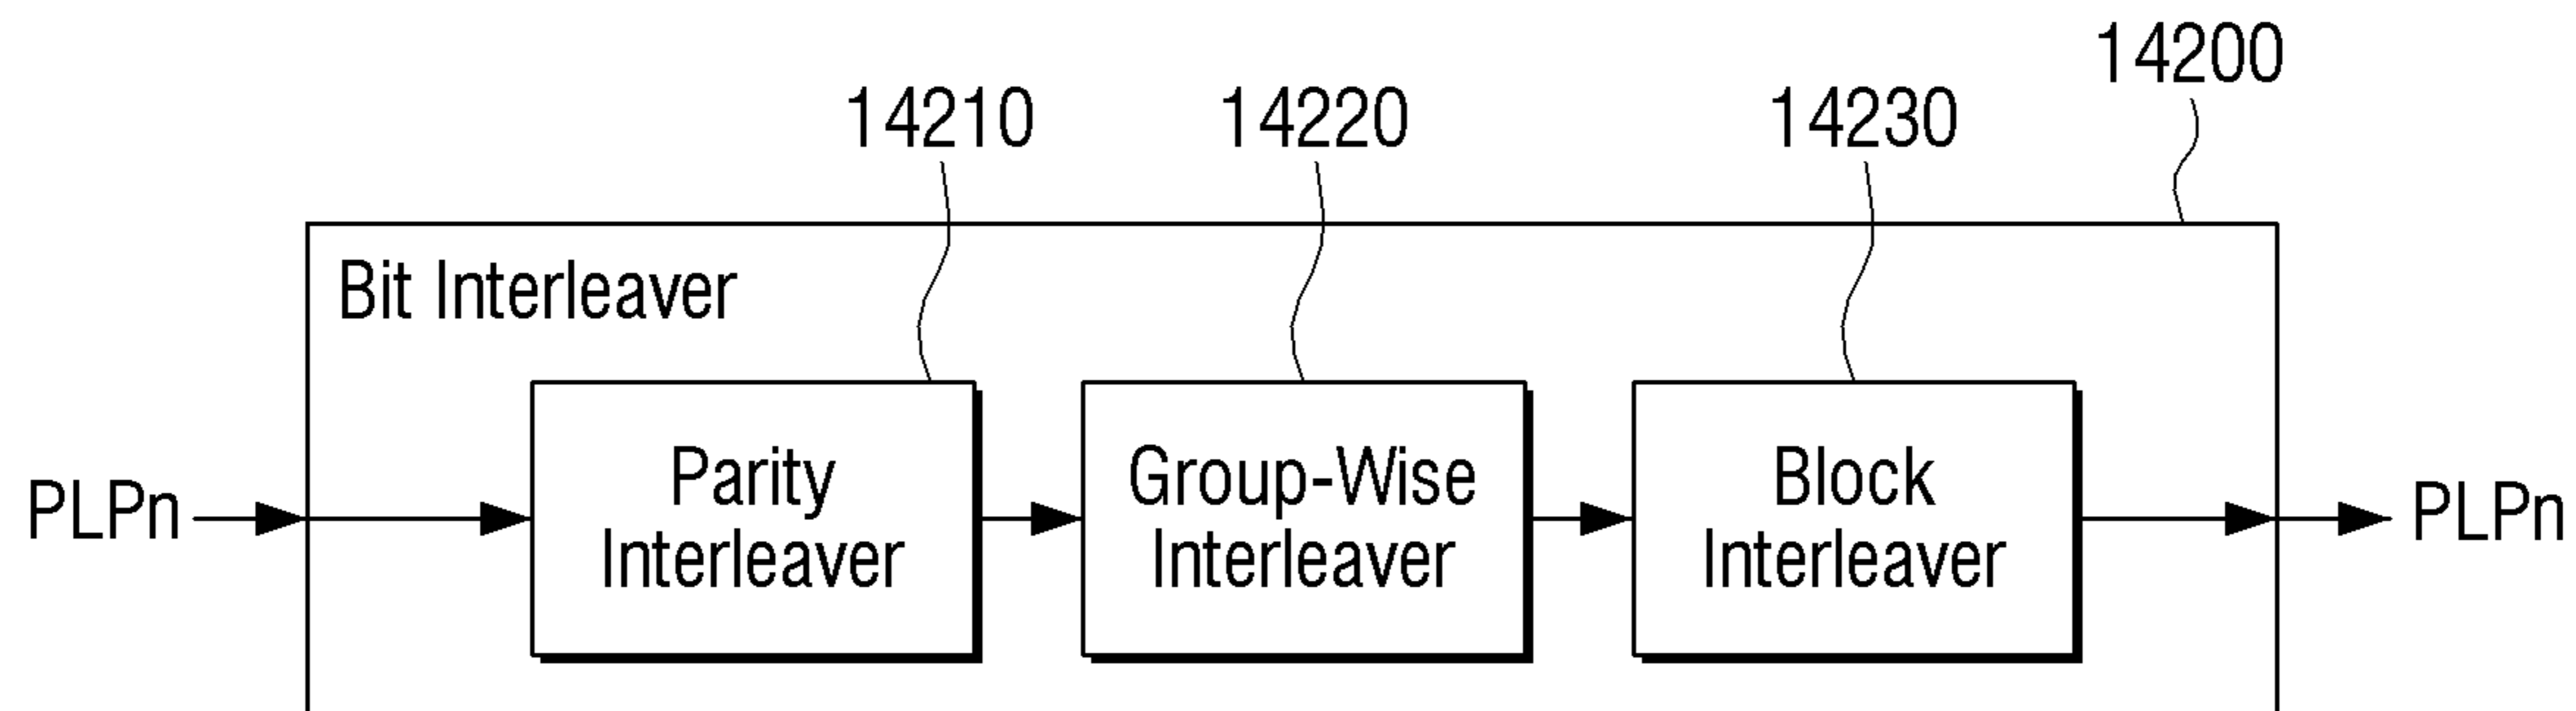 14200
14210 14220 14230
Bit Interleaver
PLPn
Parity
Interleaver
Group-Wise
Interleaver
Block
Interleaver
PLPn